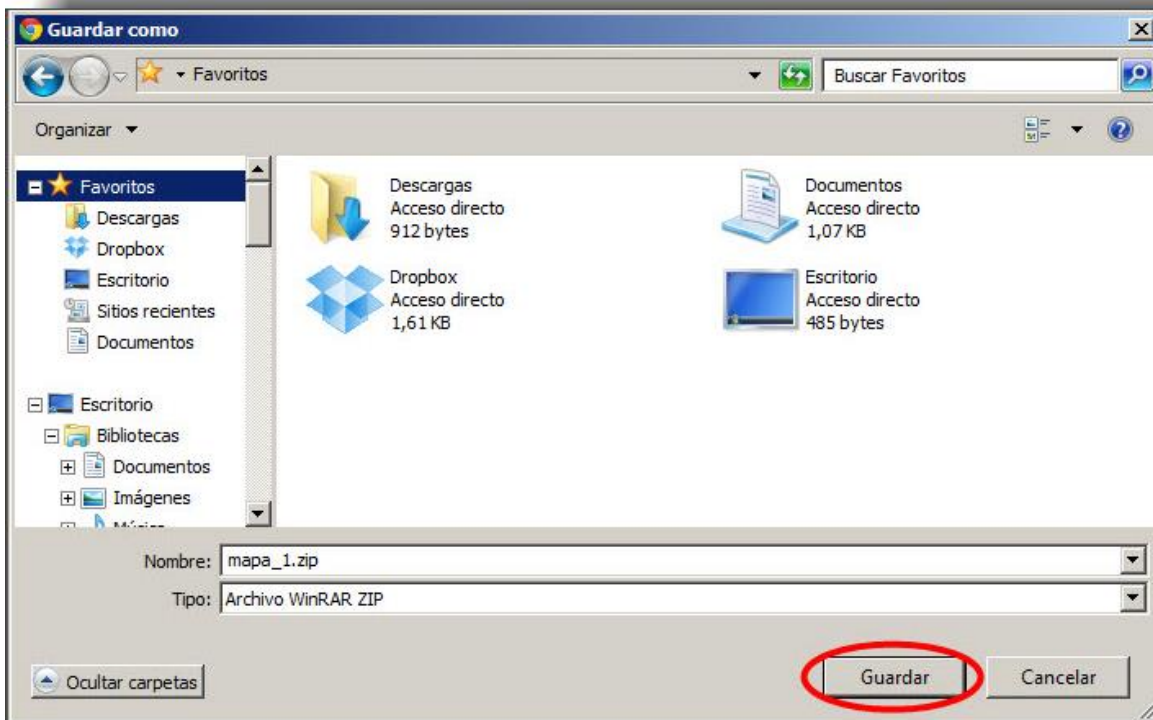 Guardar como
Favoritos
Buscar Favoritos
Organizar
Favoritos
Descargas
Dropbox
Escritorio
Sitios recientes
Documentos
Escritorio
Bibliotecas
Documentos
Imágenes
Música
Descargas
Acceso directo
912 bytes
Documentos
Acceso directo
1,07 KB
Dropbox
Acceso directo
1,61 KB
Escritorio
Acceso directo
485 bytes
Nombre: mapa_1.zip
Tipo: Archivo WinRAR ZIP
Ocultar carpetas
Guardar
Cancelar